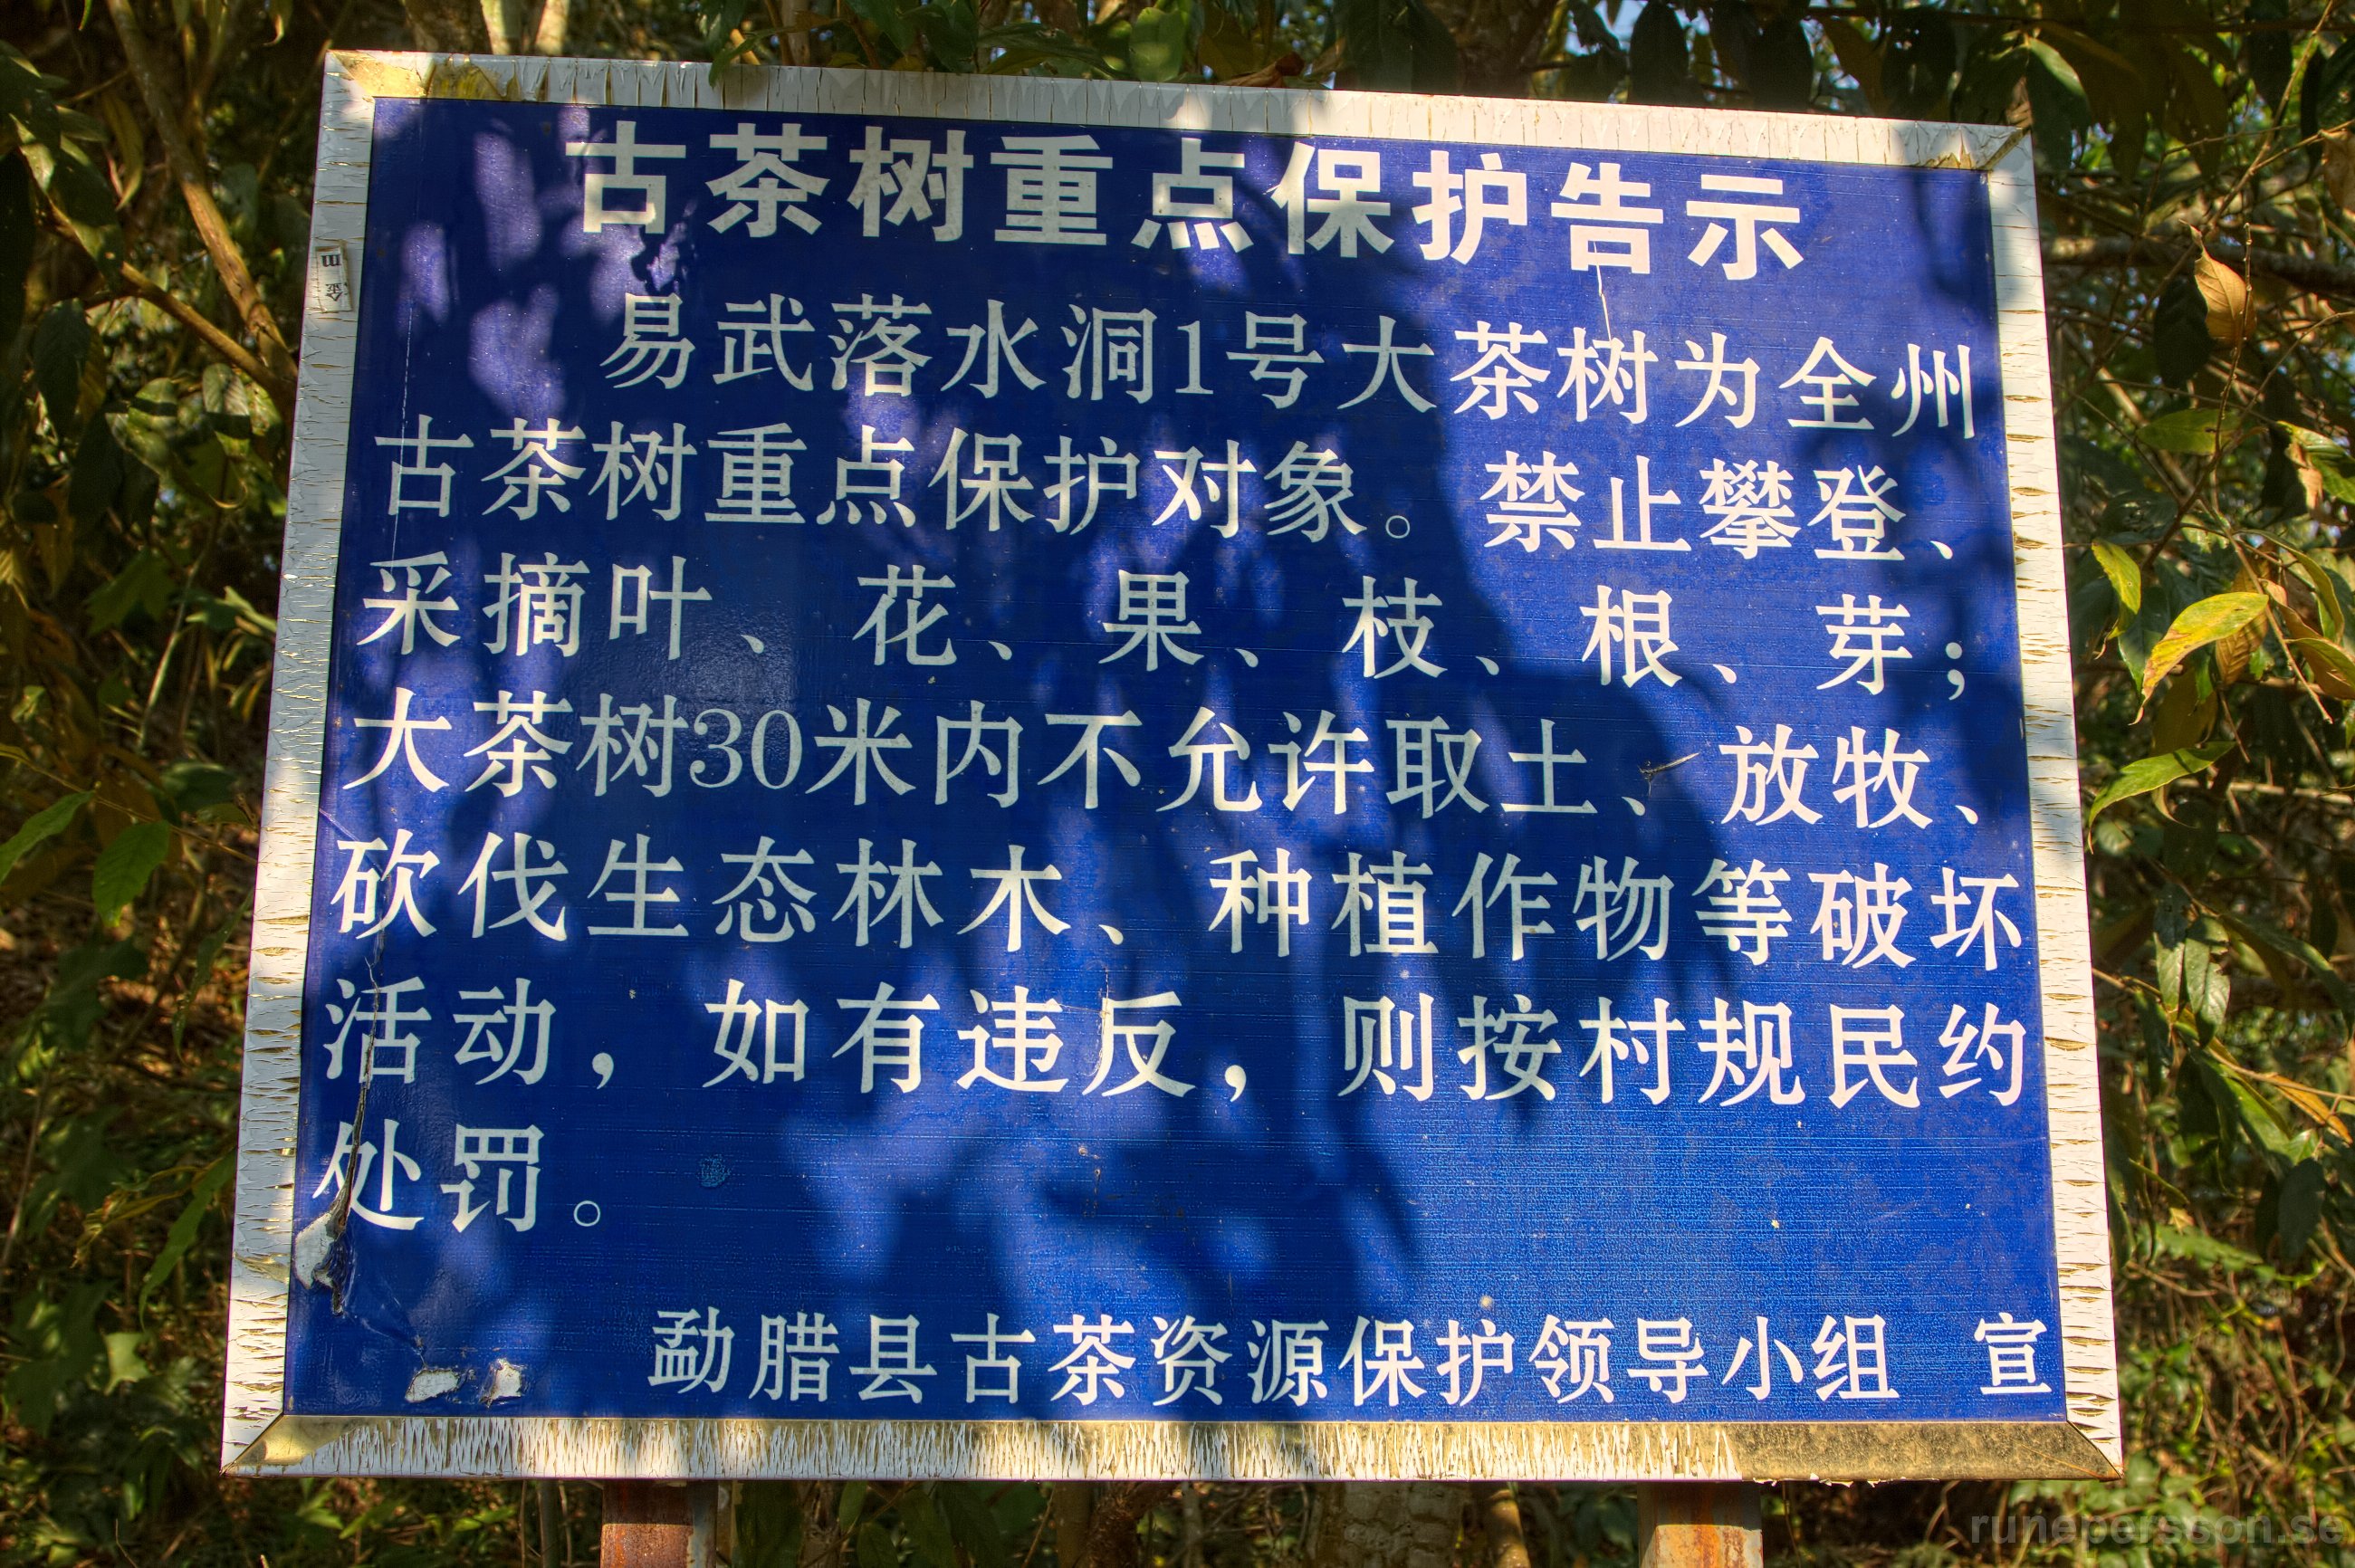 古茶树重点保护告示
易武落水洞1号大茶树为全州
古茶树重点保护对象。禁止攀登、
采摘叶、花、果、枝、根、芽；
大茶树30米内不允许取土、放牧、
砍伐生态林木、种植作物等破坏
活动，如有违反，则按村规民约
处罚。
勐腊县古茶资源保护领导小组 宣
runepersson.se